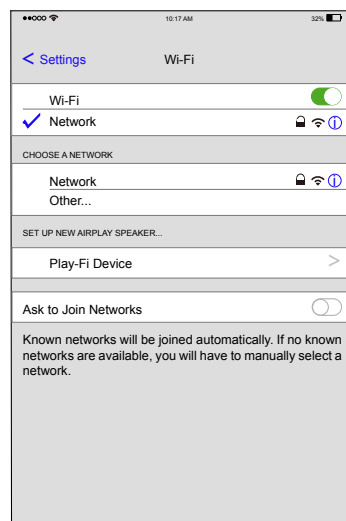 10:17 AM 32%
< Settings Wi-Fi
Wi-Fi
Network
CHOOSE A NETWORK
Network
Other...
SET UP NEW AIRPLAY SPEAKER...
Play-Fi Device >
Ask to Join Networks
Known networks will be joined automatically. If no known
networks are available, you will have to manually select a
network.